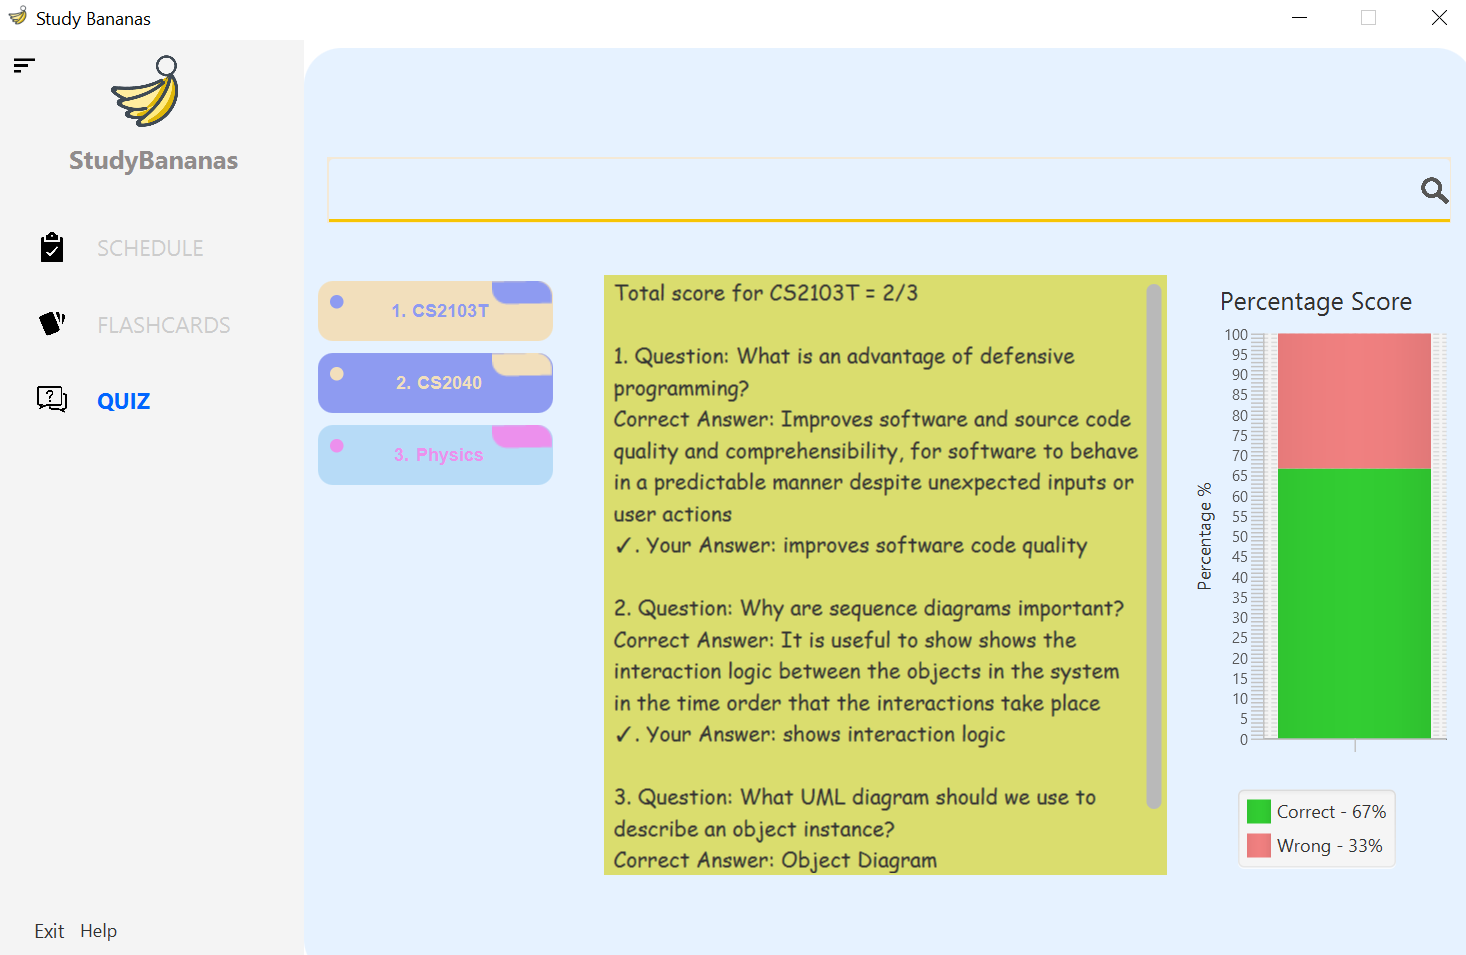 Study Bananas
StudyBananas
SCHEDULE
FLASHCARDS
QUIZ
Exit Help
1. CS2103T
2. CS2040
3. Physics
Total score for CS2103T = 2/3
1. Question: What is an advantage of defensive
programming?
Correct Answer: Improves software and source code
quality and comprehensibility, for software to behave
in a predictable manner despite unexpected inputs or
user actions
✓. Your Answer: improves software code quality
2. Question: Why are sequence diagrams important?
Correct Answer: It is useful to show shows the
interaction logic between the objects in the system
in the time order that the interactions take place
✓. Your Answer: shows interaction logic
3. Question: What UML diagram should we use to
describe an object instance?
Correct Answer: Object Diagram
Percentage Score
Percentage %
100
95
90
85
80
75
70
65
60
55
50
45
40
35
30
25
20
15
10
5
0
Correct - 67%
Wrong - 33%